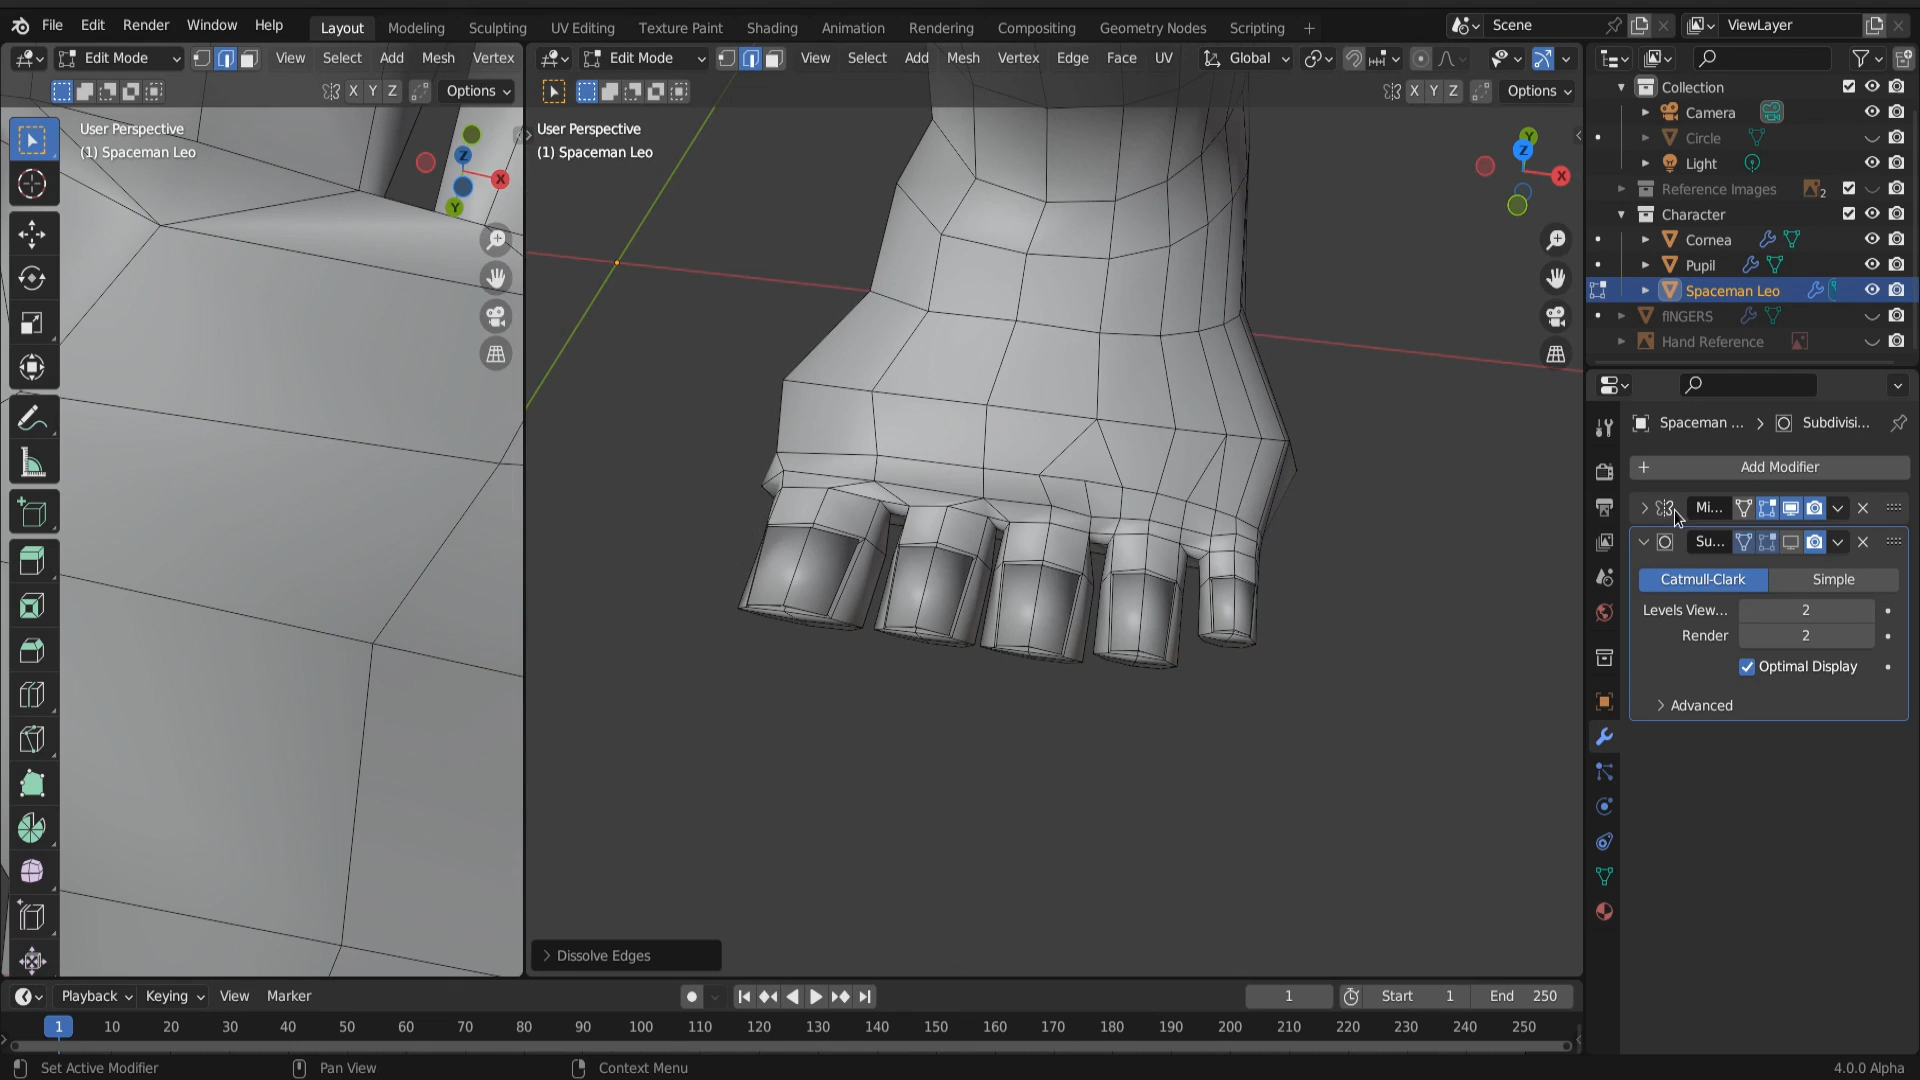 File Edit Render Window Help Layout Modeling Sculpting UV Editing Texture Paint Shading Animation Rendering Compositing Geometry Nodes Scripting + Scene ViewLayer
Edit Mode View Select Add Mesh Vertex
Edit Mode View Select Add Mesh Vertex Edge Face UV Global
X Y Z Options
X Y Z Options
User Perspective
(1) Spaceman Leo
X
Z
Y
User Perspective
(1) Spaceman Leo
Y
Z
X
Collection
Camera
Circle
Light
Reference Images 2
Character
Cornea
Pupil
Spaceman Leo
fINGERS
Hand Reference
Spaceman ... > Subdivisi...
+ Add Modifier
Mi...
Su...
Catmull-Clark Simple
Levels View... 2
Render 2
Optimal Display
Advanced
Dissolve Edges
Playback Keying View Marker 1 Start 1 End 250
1 10 20 30 40 50 60 70 80 90 100 110 120 130 140 150 160 170 180 190 200 210 220 230 240 250
Set Active Modifier Pan View Context Menu 4.0.0 Alpha